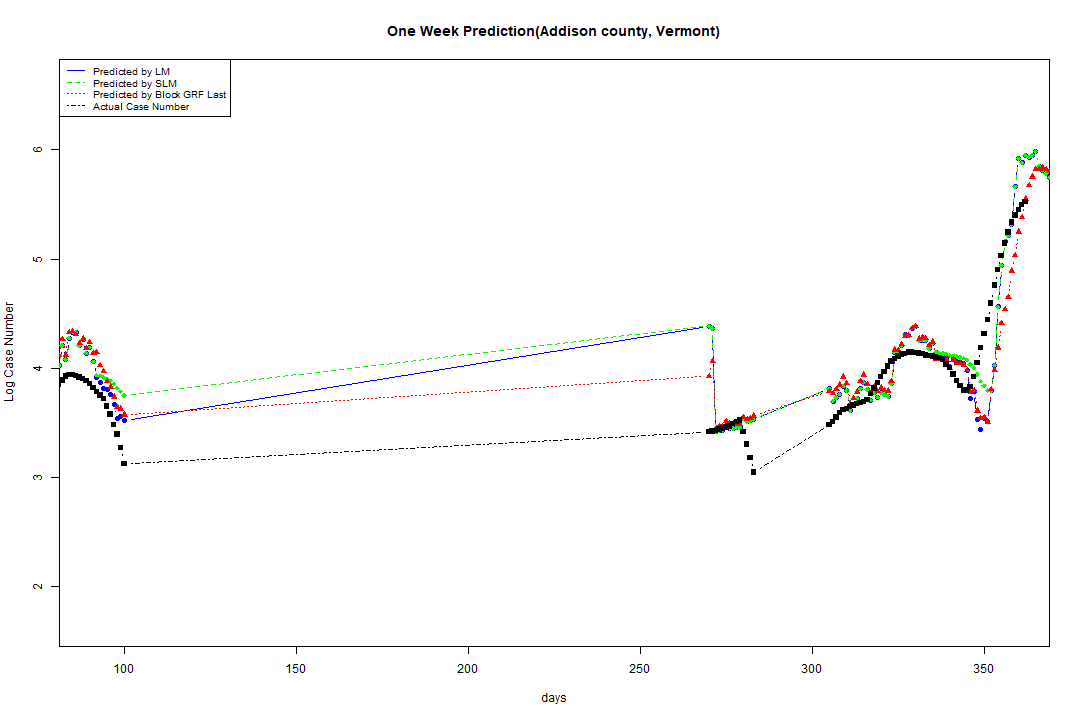 One Week Prediction(Addison county, Vermont)
Predicted by LM
Predicted by SLM
Predicted by Block GRF Last
Actual Case Number
6
5
4
3
2
Log Case Number
100 150 200 250 300 350
days